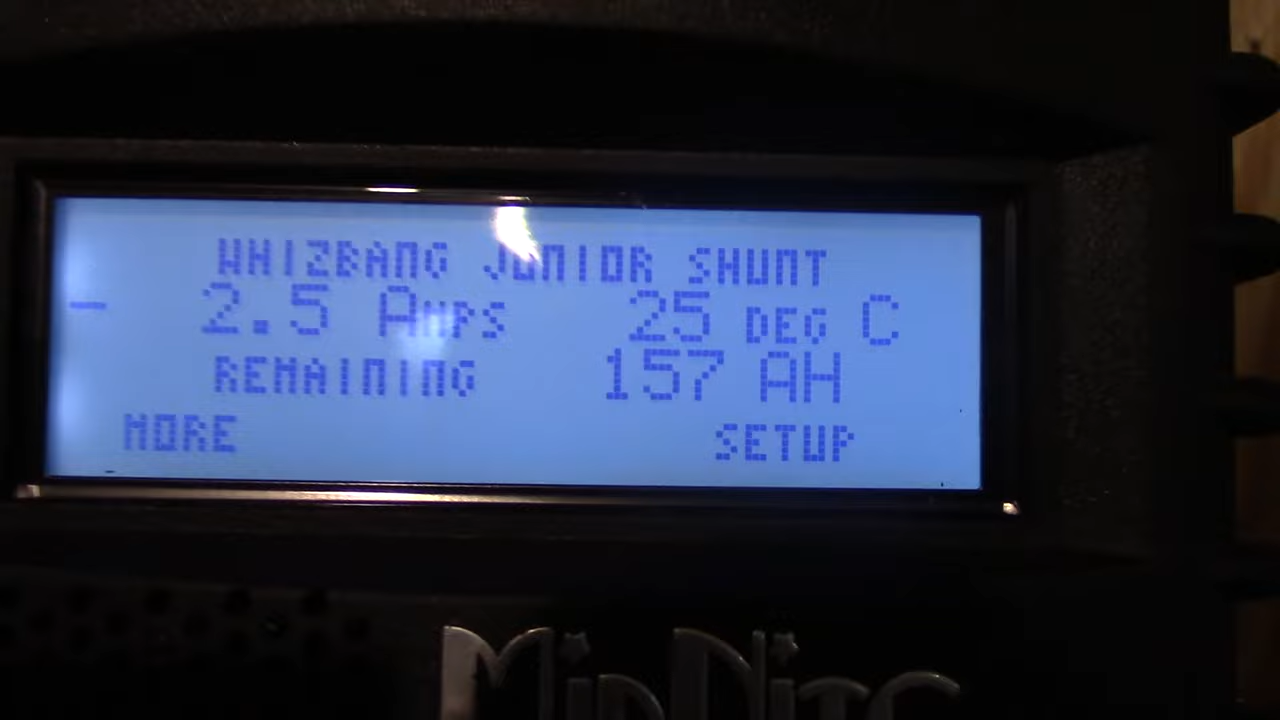 WHIZBANG JUNIOR SHUNT
- 2.5 AMPS 25 DEG C
REMAINING 157 AH
MORE SETUP